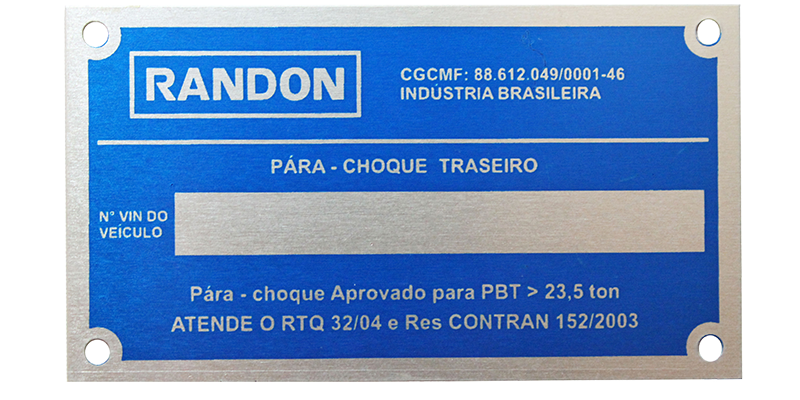 RANDON
CGCMF: 88.612.049/0001-46
INDÚSTRIA BRASILEIRA
PÁRA - CHOQUE TRASEIRO
N° VIN DO
VEÍCULO
Pára - choque Aprovado para PBT > 23,5 ton
ATENDE O RTQ 32/04 e Res CONTRAN 152/2003